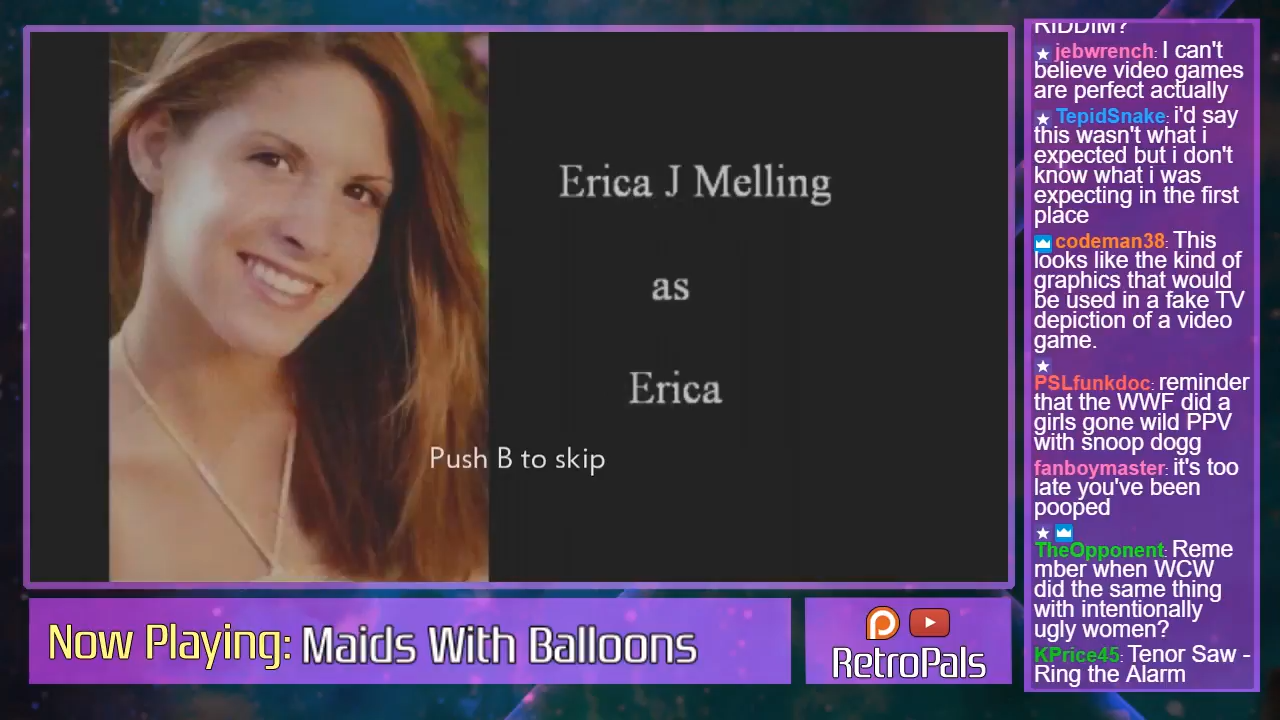 Erica J Melling
as
Erica
Push B to skip
Now Playing: Maids With Balloons
RetroPals
RIDDIM?
jebwrench: I can't
believe video games
are perfect actually
TepidSnake: i'd say
this wasn't what i
expected but i don't
know what i was
expecting in the first
place
codeman38: This
looks like the kind of
graphics that would
be used in a fake TV
depiction of a video
game.
PSLfunkdoc: reminder
that the WWF did a
girls gone wild PPV
with snoop dogg
fanboymaster: it's too
late you've been
pooped
TheOpponent: Reme
mber when WCW
did the same thing
with intentionally
ugly women?
KPrice45: Tenor Saw -
Ring the Alarm